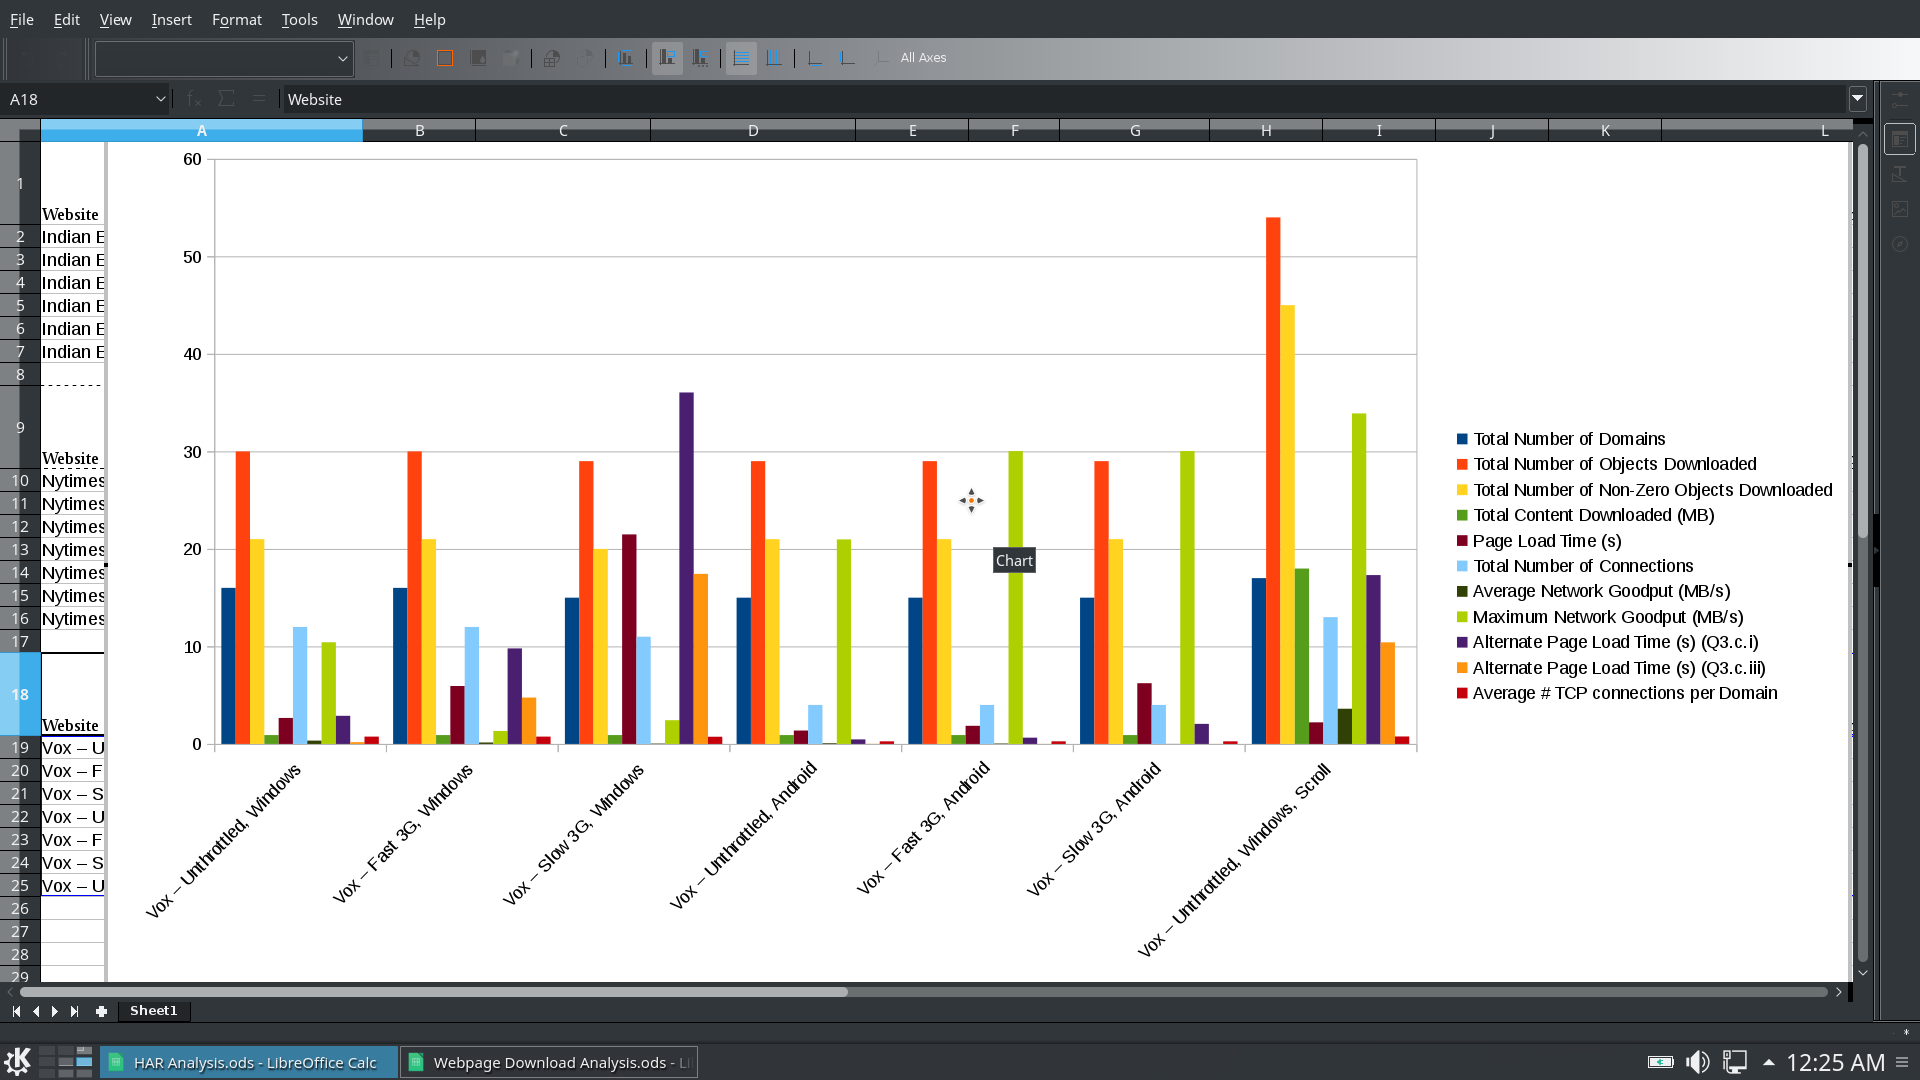 File Edit View Insert Format Tools Window Help
All Axes
A18 Website
A B C D E F G H I J K L
1 Website
2 Indian E
3 Indian E
4 Indian E
5 Indian E
6 Indian E
7 Indian E
8
9 Website
10 Nytimes
11 Nytimes
12 Nytimes
13 Nytimes
14 Nytimes
15 Nytimes
16 Nytimes
17
18 Website
19 Vox – U
20 Vox – F
21 Vox – S
22 Vox – U
23 Vox – F
24 Vox – S
25 Vox – U
26
27
28
29
60
50
40
30
20
10
0
Chart
Vox – Unthrottled, Windows
Vox – Fast 3G, Windows
Vox – Slow 3G, Windows
Vox – Unthrottled, Android
Vox – Fast 3G, Android
Vox – Slow 3G, Android
Vox – Unthrottled, Windows, Scroll
Total Number of Domains
Total Number of Objects Downloaded
Total Number of Non-Zero Objects Downloaded
Total Content Downloaded (MB)
Page Load Time (s)
Total Number of Connections
Average Network Goodput (MB/s)
Maximum Network Goodput (MB/s)
Alternate Page Load Time (s) (Q3.c.i)
Alternate Page Load Time (s) (Q3.c.iii)
Average # TCP connections per Domain
Sheet1
HAR Analysis.ods - LibreOffice Calc
Webpage Download Analysis.ods - Li
12:25 AM